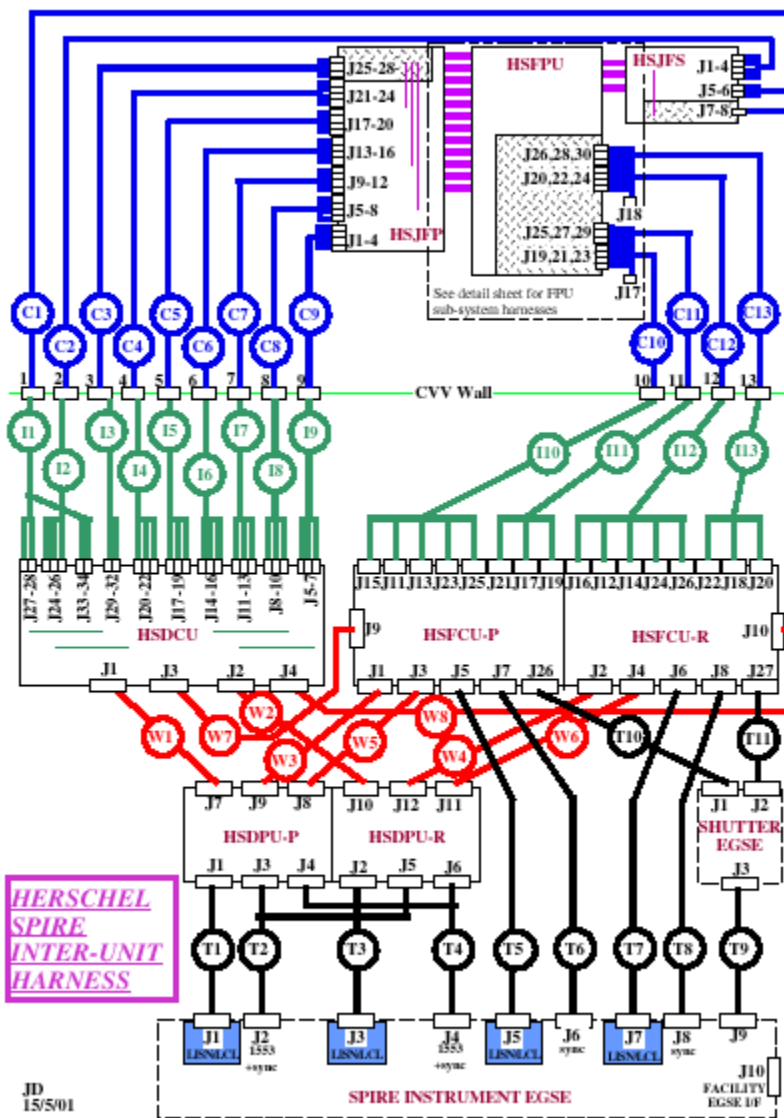 HSFPU
HSJFS
J25-28
J1-4
J21-24
J5-6
J17-20
J7-8
J13-16
J26,28,30
J9-12
J20,22,24
J5-8
J18
HSJFP
J25,27,29
J1-4
J19,21,23
J17
See detail sheet for FPU
sub-system harnesses
C1 C3 C5 C7 C9 C11 C13
C2 C4 C6 C8 C10 C12
1 2 3 4 5 6 7 8 9 10 11 12 13
CVV Wall
I1 I3 I5 I7 I9
I2 I4 I6 I8
I10 I11 I12 I13
J27-28 J24-26 J33-34 J29-32 J20-22 J17-19 J14-16 J11-13 J8-10 J5-7
J15 J11 J13 J23 J25 J21 J17 J19 J16 J12 J14 J24 J26 J22 J18 J20
HSDCU
J9 HSFCU-P HSFCU-R J10
J1 J3 J2 J4
J1 J3 J5 J7 J26 J2 J4 J6 J8 J27
W1 W7 W2 W3 W5 W8 W4 W6 T10 T11
J7 J9 J8 J10 J12 J11
J1 J2
HSDPU-P HSDPU-R
SHUTTER
EGSE
J1 J3 J4 J2 J5 J6
J3
HERSCHEL
SPIRE
INTER-UNIT
HARNESS
T1 T2 T3 T4 T5 T6 T7 T8 T9
J1 J2 J3 J4 J5 J6 J7 J8 J9
LISN/LCL 1553 LISN/LCL 1553 LISN/LCL sync LISN/LCL sync
+sync +sync
J10
FACILITY
EGSE I/F
SPIRE INSTRUMENT EGSE
JD
15/5/01